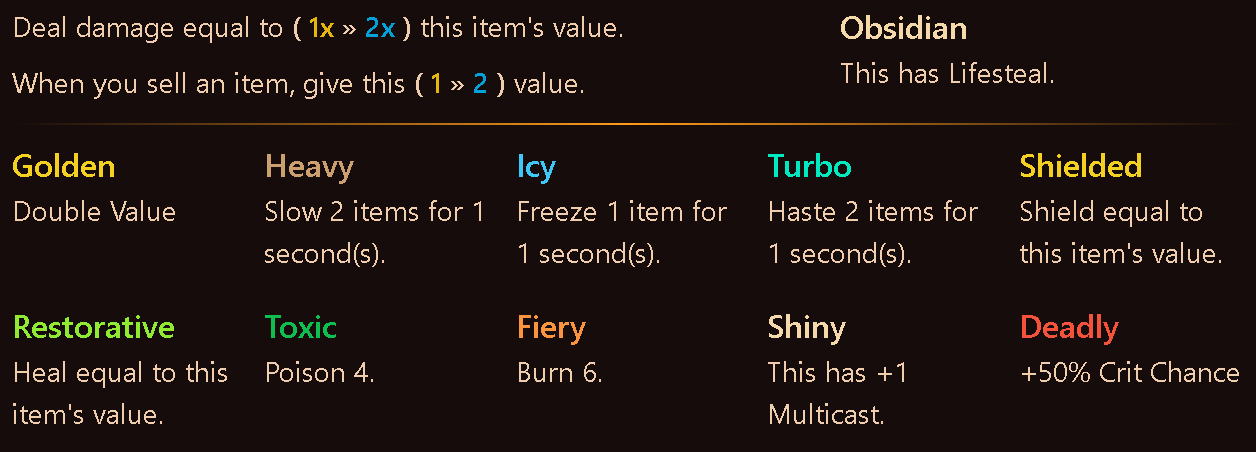 Deal damage equal to ( 1x » 2x ) this item's value.
When you sell an item, give this ( 1 » 2 ) value.
Obsidian
This has Lifesteal.
Golden
Double Value
Heavy
Slow 2 items for 1
second(s).
Icy
Freeze 1 item for
1 second(s).
Turbo
Haste 2 items for
1 second(s).
Shielded
Shield equal to
this item's value.
Restorative
Heal equal to this
item's value.
Toxic
Poison 4.
Fiery
Burn 6.
Shiny
This has +1
Multicast.
Deadly
+50% Crit Chance